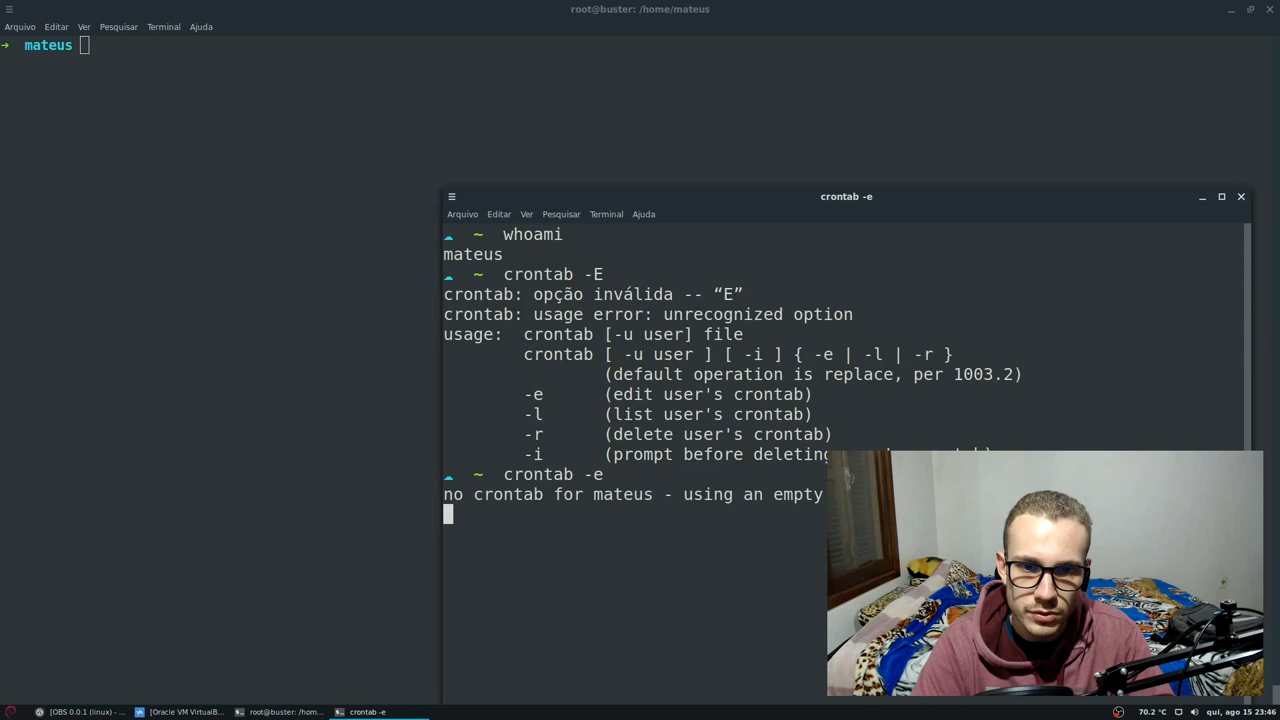 root@buster: /home/mateus
Arquivo Editar Ver Pesquisar Terminal Ajuda
➜ mateus
crontab -e
Arquivo Editar Ver Pesquisar Terminal Ajuda
~ whoami
mateus
~ crontab -E
crontab: opção inválida -- “E”
crontab: usage error: unrecognized option
usage: crontab [-u user] file
crontab [ -u user ] [ -i ] { -e | -l | -r }
(default operation is replace, per 1003.2)
-e (edit user's crontab)
-l (list user's crontab)
-r (delete user's crontab)
-i (prompt before deleting
~ crontab -e
no crontab for mateus - using an empty
[OBS 0.0.1 (linux) - ... [Oracle VM VirtualB... root@buster: /hom... crontab -e 70.2 °C qui, ago 15 23:46